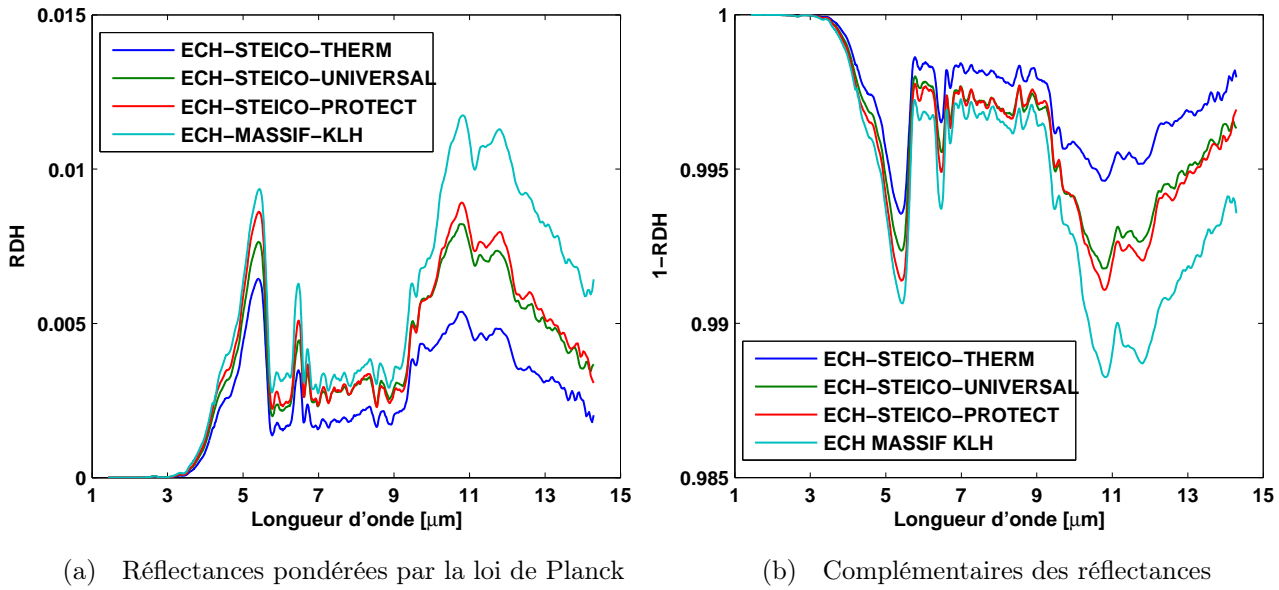 0.015
0.01
0.005
0
RDH
ECH−STEICO−THERM
ECH−STEICO−UNIVERSAL
ECH−STEICO−PROTECT
ECH−MASSIF−KLH
1 3 5 7 9 11 13 15
Longueur d'onde [μm]
(a) Réflectances pondérées par la loi de Planck
1
0.995
0.99
0.985
1−RDH
ECH−STEICO−THERM
ECH−STEICO−UNIVERSAL
ECH−STEICO−PROTECT
ECH MASSIF KLH
1 3 5 7 9 11 13 15
Longueur d'onde [μm]
(b) Complémentaires des réflectances